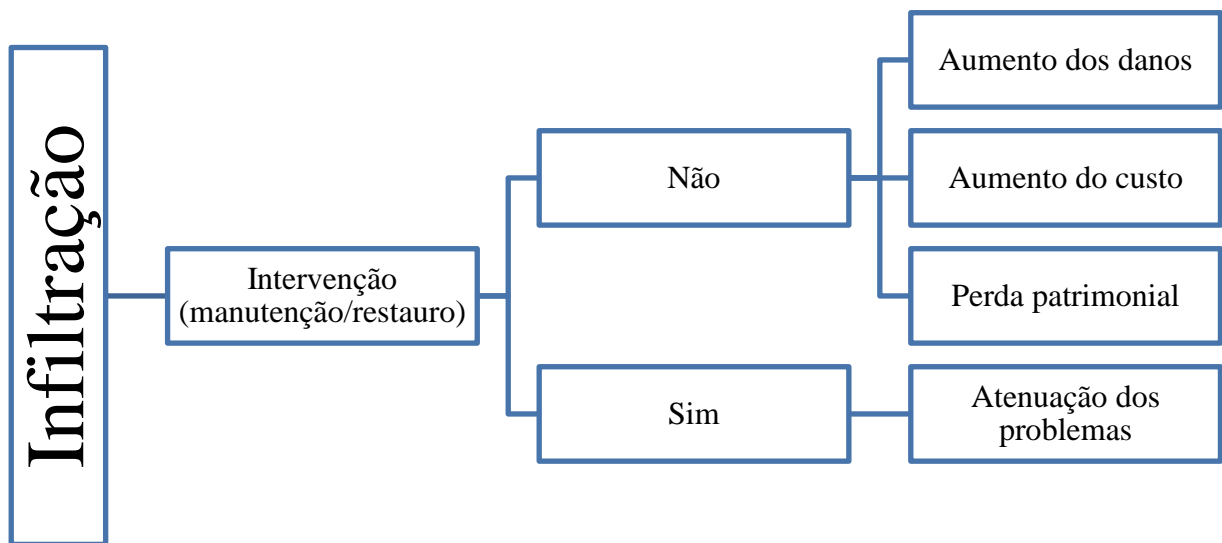 Infiltração
Intervenção
(manutenção/restauro)
Não
Sim
Aumento dos danos
Aumento do custo
Perda patrimonial
Atenuação dos
problemas